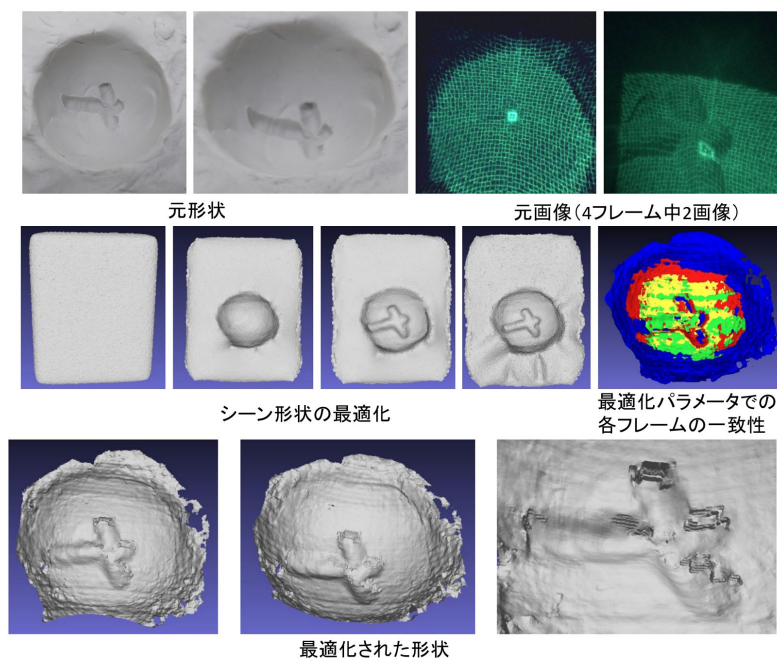 元形状
元画像(4フレーム中2画像)
シーン形状の最適化
最適化パラメータでの
各フレームの一致性
最適化された形状